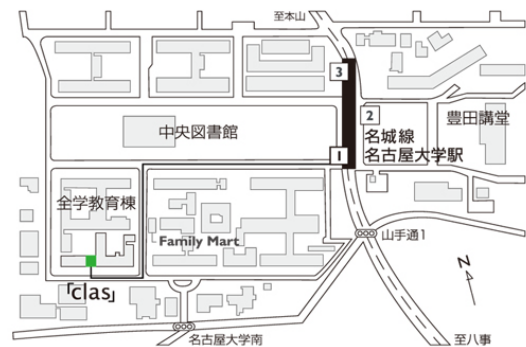 至本山
3
2
中央図書館
豊田講堂
名城線
名古屋大学駅
1
全学教育棟
Family Mart
山手通1
N
「clas」
名古屋大学南
至八事